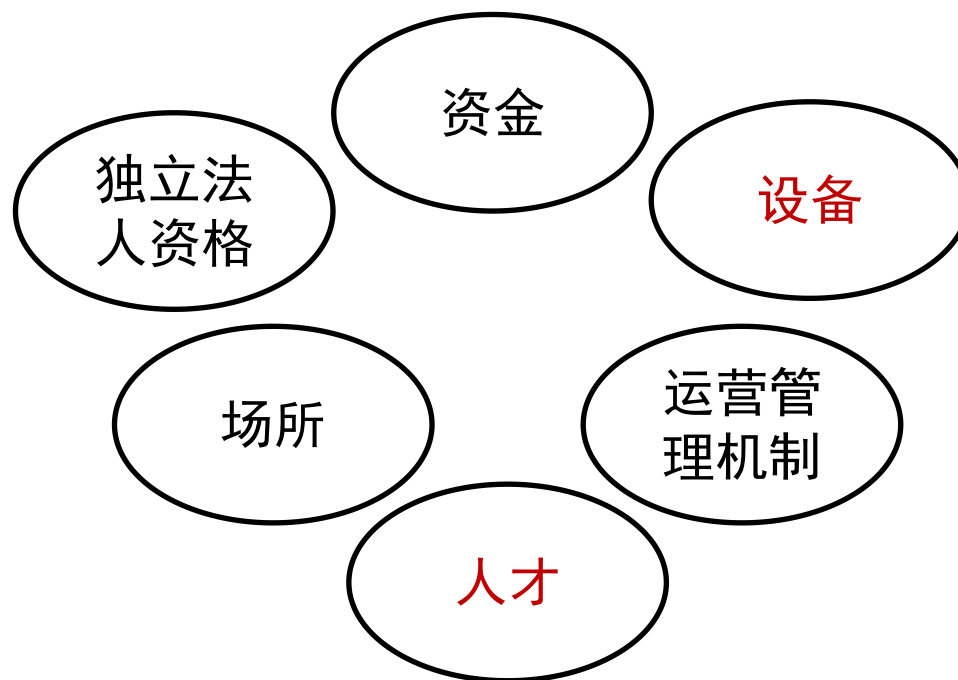 资金
独立法
人资格
设备
场所
运营管
理机制
人才